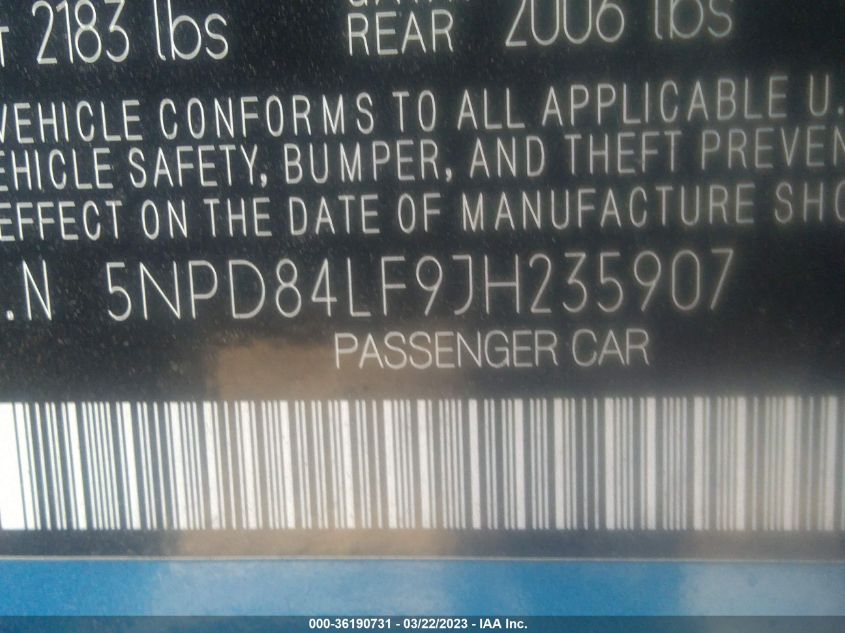 2183 lbs
REAR 2006 lbs
VEHICLE CONFORMS TO ALL APPLICABLE U.
EHICLE SAFETY, BUMPER, AND THEFT PREVEN
EFFECT ON THE DATE OF MANUFACTURE SHO
.N 5NPD84LF9JH235907
PASSENGER CAR
000-36190731 - 03/22/2023 - IAA Inc.